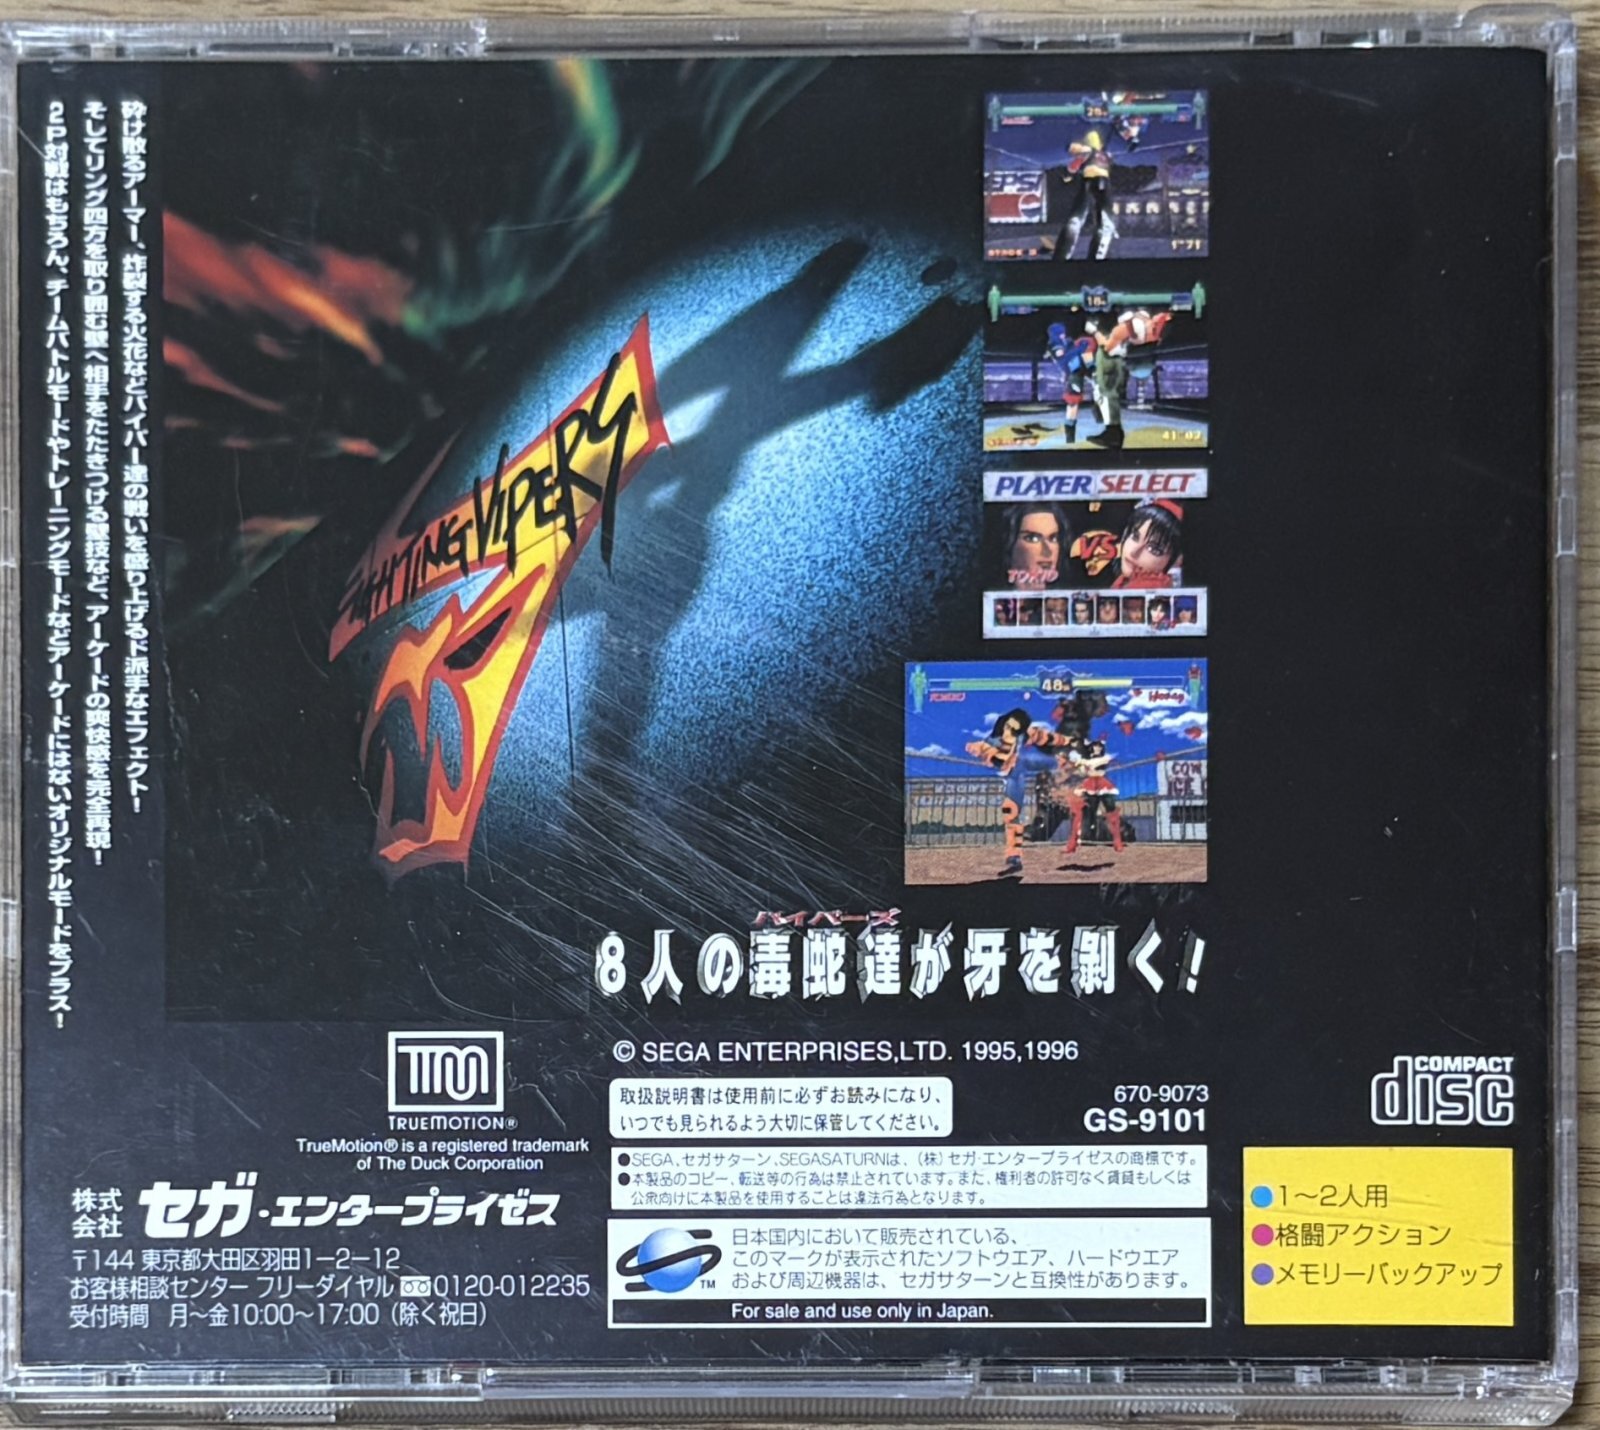 砕け散るアーマー、炸裂する火花などバイパー達の戦いを盛り上げるド派手なエフェクト！
そしてリング四方を取り囲む壁へ相手をたたきつける壁技など、アーケードの爽快感を完全再現！
2P対戦はもちろん、チームバトルモードやトレーニングモードなどアーケードにはないオリジナルモードをプラス！
FIGHTING VIPERS
PLAYER SELECT
VS
TOKIO
48
Honey
COW
ICE
バイパーズ
8人の毒蛇達が牙を剥く！
TM
TRUEMOTION®
TrueMotion® is a registered trademark
of The Duck Corporation
株式会社 セガ・エンタープライゼス
〒144 東京都大田区羽田1−2−12
お客様相談センター フリーダイヤル 0120-012235
受付時間 月〜金10:00〜17:00（除く祝日）
© SEGA ENTERPRISES,LTD. 1995,1996
取扱説明書は使用前に必ずお読みになり、
いつでも見られるよう大切に保管してください。
670-9073
GS-9101
●SEGA、セガサターン、SEGASATURNは、（株）セガ・エンタープライゼスの商標です。
●本製品のコピー、転送等の行為は禁止されています。また、権利者の許可なく賃貸もしくは
公衆向けに本製品を使用することは違法行為となります。
日本国内において販売されている、
このマークが表示されたソフトウエア、ハードウエア
および周辺機器は、セガサターンと互換性があります。
TM
For sale and use only in Japan.
COMPACT
disc
●1〜2人用
●格闘アクション
●メモリーバックアップ